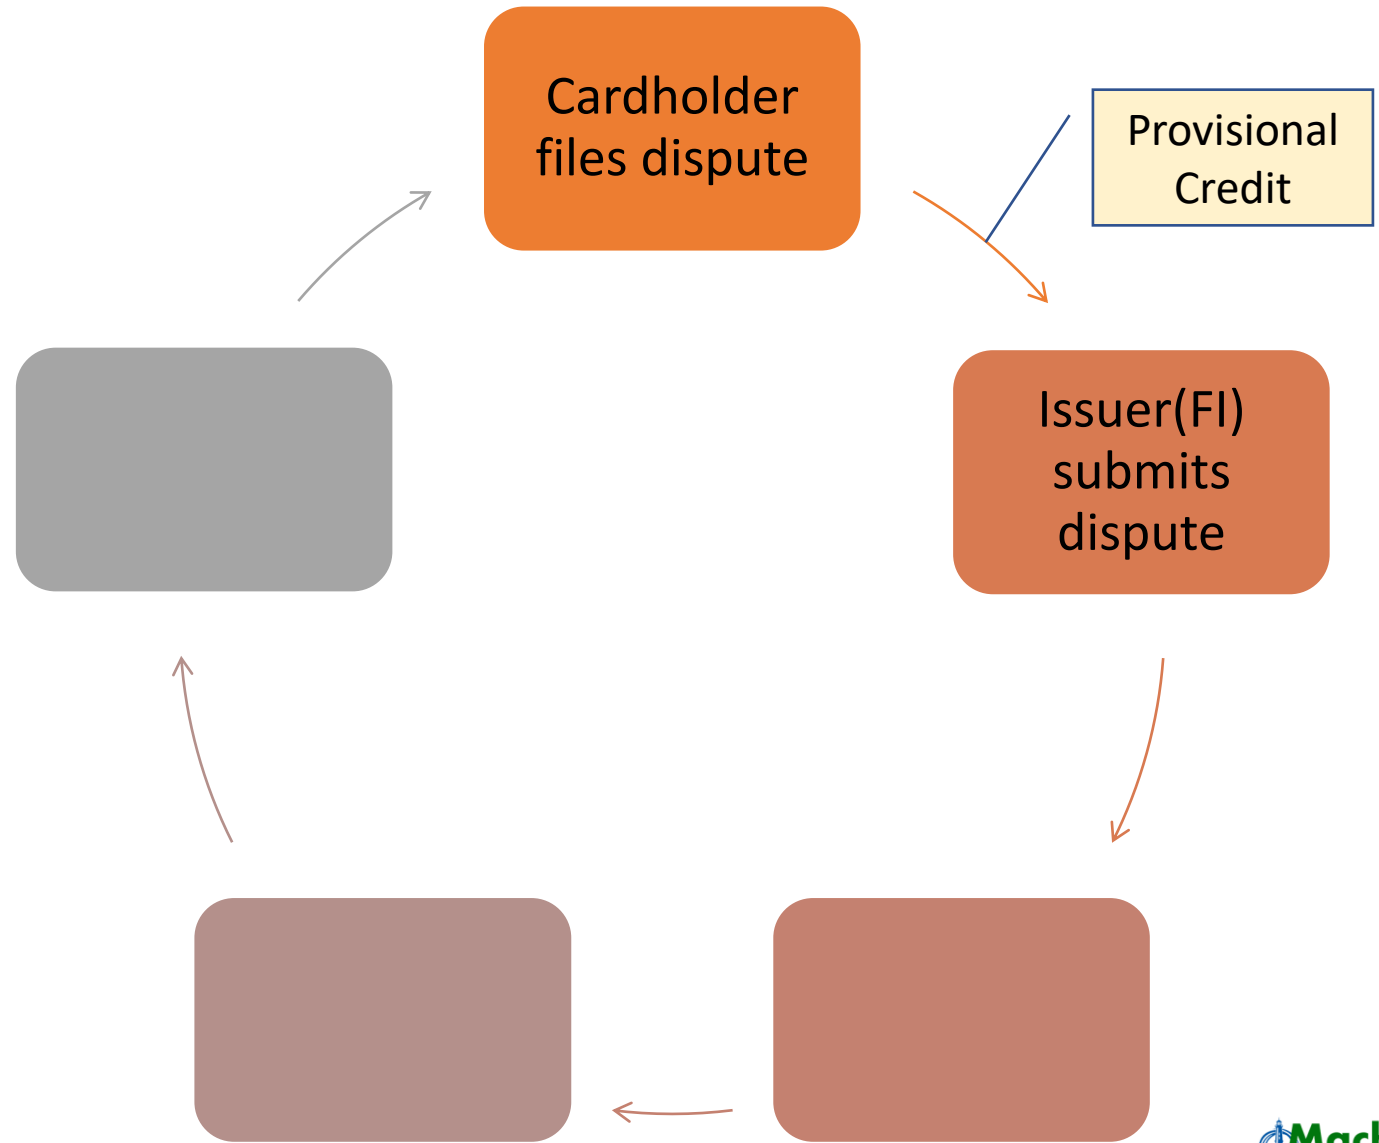 Cardholder
files dispute
Provisional
Credit
Issuer(FI)
submits
dispute